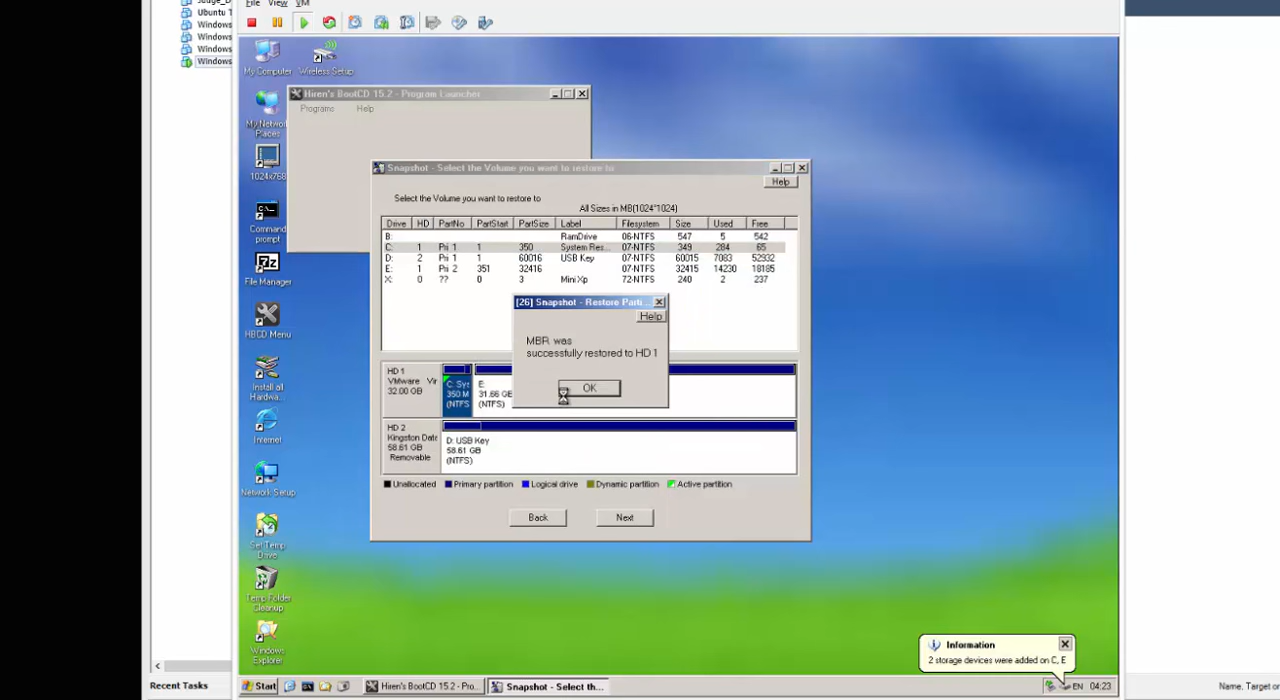 File View VM
Judge_D
Ubuntu T
Windows
Windows
Windows
Windows
My Computer
Wireless Setup
My Network Places
1024x768
Command prompt
File Manager
HBCD Menu
Install all Hardwa...
Internet
Network Setup
Set Temp Drive
Temp Folder Cleanup
Windows Explorer
Hiren's BootCD 15.2 - Program Launcher
Programs Help
Snapshot - Select the Volume you want to restore to
Help
Select the Volume you want to restore to
All Sizes in MB(1024*1024)
Drive HD PartNo PartStart PartSize Label Filesystem Size Used Free
B: RamDrive 06-NTFS 547 5 542
C: 1 Pri 1 1 350 System Res... 07-NTFS 349 284 65
D: 2 Pri 1 1 60016 USB Key 07-NTFS 60015 7083 52932
E: 1 Pri 2 351 32416 07-NTFS 32415 14230 18185
X: 0 ?? 0 3 Mini Xp 72-NTFS 240 2 237
[26] Snapshot - Restore Parti...
Help
MBR was
successfully restored to HD 1
OK
HD 1
VMware Vir
32.00 GB
C: Sys
350 M
(NTFS
E:
31.66 GB
(NTFS)
HD 2
Kingston Data
58.61 GB
Removable
D: USB Key
58.61 GB
(NTFS)
Unallocated Primary partition Logical drive Dynamic partition Active partition
Back Next
Information
2 storage devices were added on C, E
Start Hiren's BootCD 15.2 - Pro... Snapshot - Select th... EN 04:23
Recent Tasks
Name, Target or